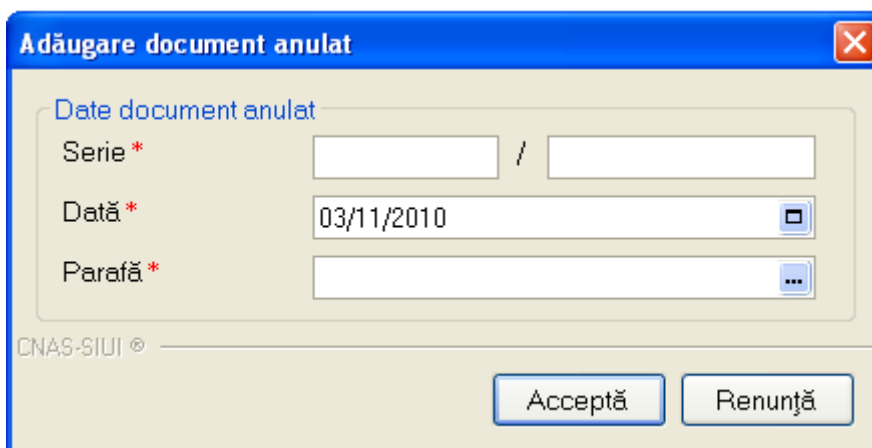 Adăugare document anulat
Date document anulat
Serie * /
Dată * 03/11/2010
Parafă * ...
CNAS-SIUI ®
Acceptă Renunţă